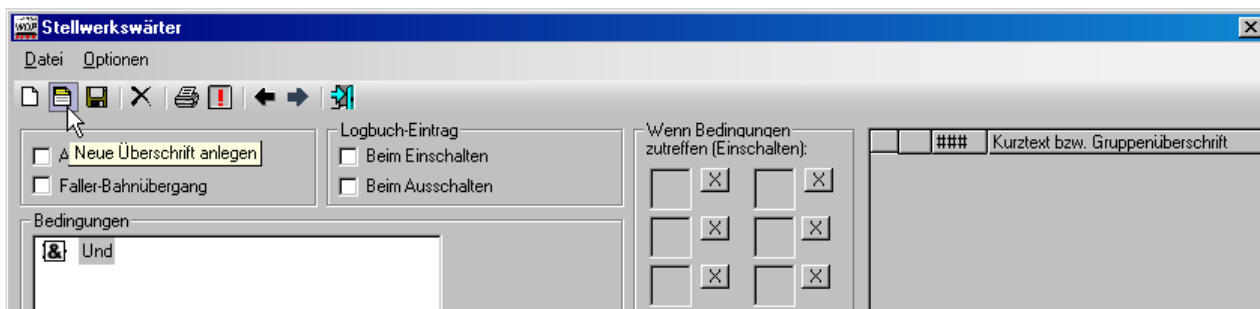 WDP Stellwerkswärter
Datei Optionen
Neue Überschrift anlegen
A
Faller-Bahnübergang
Logbuch-Eintrag
Beim Einschalten
Beim Ausschalten
Bedingungen
& Und
Wenn Bedingungen
zutreffen (Einschalten):
X X
X X
X X
### Kurztext bzw. Gruppenüberschrift